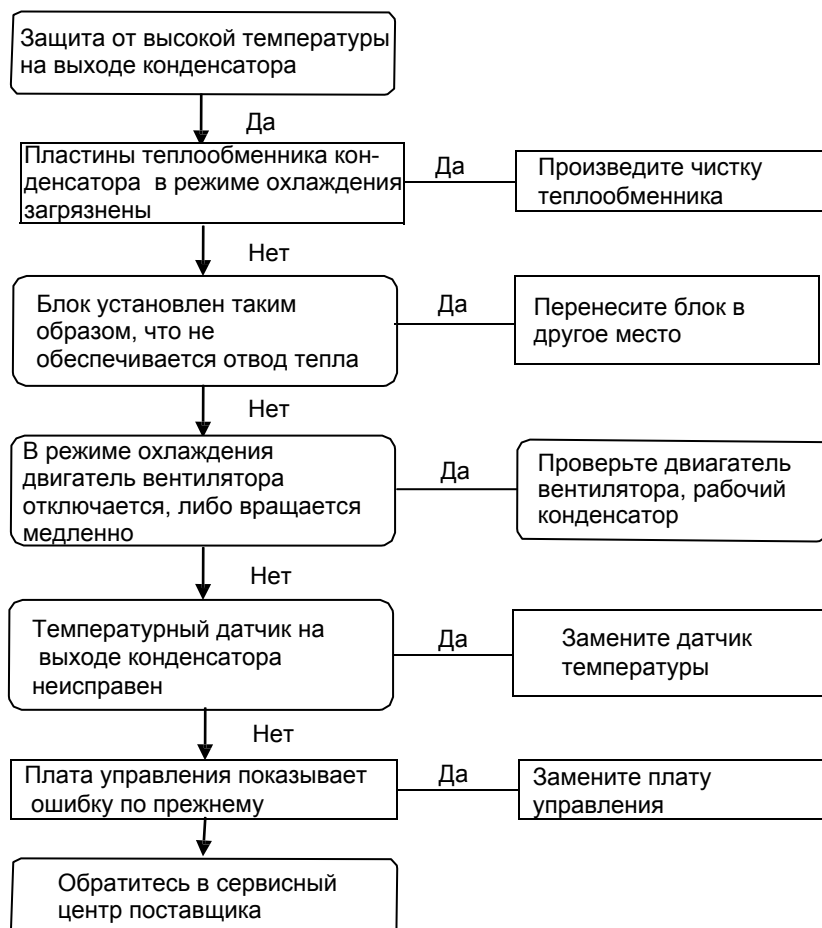 Защита от высокой температуры
на выходе конденсатора
Да
Пластины теплообменника кон-
денсатора в режиме охлаждения
загрязнены
Да
Произведите чистку
теплообменника
Нет
Блок установлен таким
образом, что не
обеспечивается отвод тепла
Да
Перенесите блок в
другое место
Нет
В режиме охлаждения
двигатель вентилятора
отключается, либо вращается
медленно
Да
Проверьте двиагатель
вентилятора, рабочий
конденсатор
Нет
Температурный датчик на
выходе конденсатора
неисправен
Да
Замените датчик
температуры
Нет
Плата управления показывает
ошибку по прежнему
Да
Замените плату
управления
Обратитесь в сервисный
центр поставщика